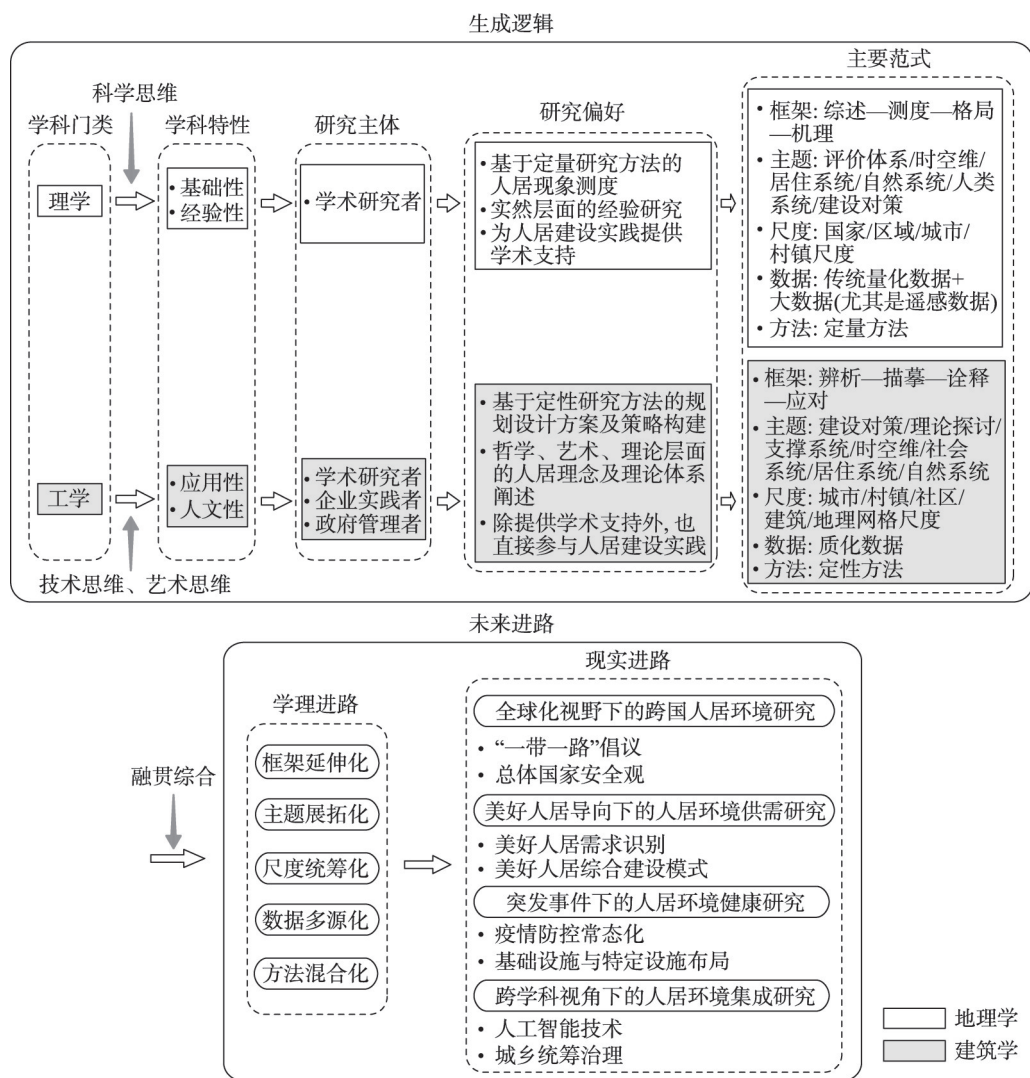 生成逻辑
科学思维
学科门类
学科特性
研究主体
研究偏好
主要范式
理学
• 基础性
• 经验性
• 学术研究者
• 基于定量研究方法的
人居现象测度
• 实然层面的经验研究
• 为人居建设实践提供
学术支持
• 框架: 综述—测度—格局
—机理
• 主题: 评价体系/时空维/
居住系统/自然系统/人类
系统/建设对策
• 尺度: 国家/区域/城市/
村镇尺度
• 数据: 传统量化数据+
大数据(尤其是遥感数据)
• 方法: 定量方法
工学
• 应用性
• 人文性
• 学术研究者
• 企业实践者
• 政府管理者
• 基于定性研究方法的规
划设计方案及策略构建
• 哲学、艺术、理论层面
的人居理念及理论体系
阐述
• 除提供学术支持外, 也
直接参与人居建设实践
• 框架: 辨析—描摹—诠释
—应对
• 主题: 建设对策/理论探讨/
支撑系统/时空维/社会
系统/居住系统/自然系统
• 尺度: 城市/村镇/社区/
建筑/地理网格尺度
• 数据: 质化数据
• 方法: 定性方法
技术思维、艺术思维
未来进路
融贯综合
学理进路
框架延伸化
主题展拓化
尺度统筹化
数据多源化
方法混合化
现实进路
全球化视野下的跨国人居环境研究
• “一带一路”倡议
• 总体国家安全观
美好人居导向下的人居环境供需研究
• 美好人居需求识别
• 美好人居综合建设模式
突发事件下的人居环境健康研究
• 疫情防控常态化
• 基础设施与特定设施布局
跨学科视角下的人居环境集成研究
• 人工智能技术
• 城乡统筹治理
地理学
建筑学